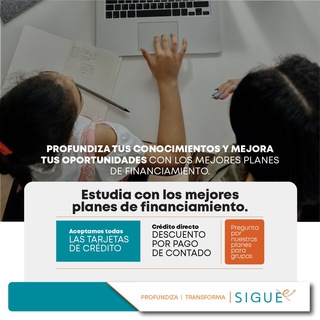 PROFUNDIZA TUS CONOCIMIENTOS Y MEJORA
TUS OPORTUNIDADES CON LOS MEJORES PLANES
DE FINANCIAMIENTO.
Estudia con los mejores
planes de financiamiento.
Aceptamos todas
LAS TARJETAS
DE CRÉDITO
Crédito directo
DESCUENTO
POR PAGO
DE CONTADO
Pregunta
por
nuestros
planes
para
grupos
PROFUNDIZA | TRANSFORMA | SIGUE